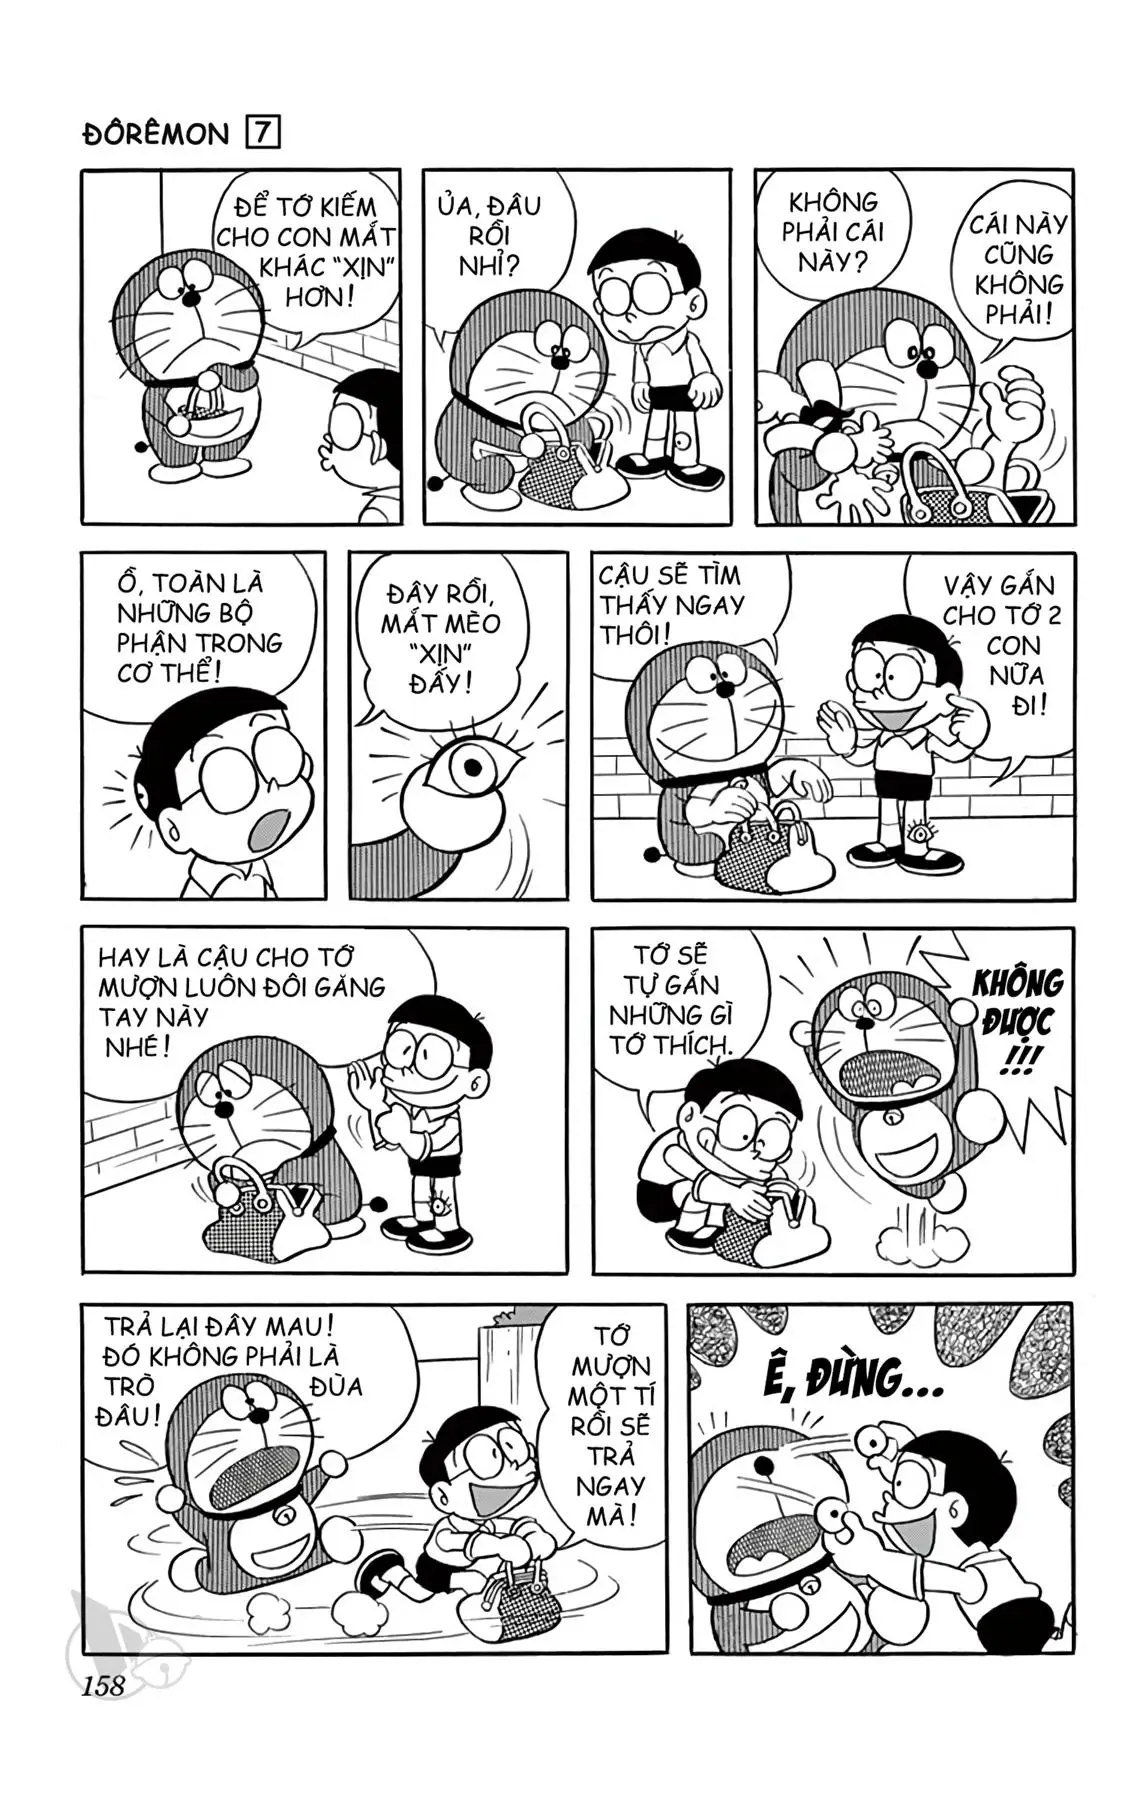 ĐÔRÊMON 7
ĐỂ TỚ KIẾM
CHO CON MẮT
KHÁC "XỊN"
HƠN!
ỦA, ĐÂU
RỒI
NHỈ?
KHÔNG
PHẢI CÁI
NÀY?
CÁI NÀY
CŨNG
KHÔNG
PHẢI!
Ồ, TOÀN LÀ
NHỮNG BỘ
PHẬN TRONG
CƠ THỂ!
ĐÂY RỒI,
MẮT MÈO
"XỊN"
ĐẤY!
CẬU SẼ TÌM
THẤY NGAY
THÔI!
VẬY GẮN
CHO TỚ 2
CON
NỮA
ĐI!
HAY LÀ CẬU CHO TỚ
MƯỢN LUÔN ĐÔI GĂNG
TAY NÀY
NHÉ!
TỚ SẼ
TỰ GẮN
NHỮNG GÌ
TỚ THÍCH.
KHÔNG
ĐƯỢC
!!!
TRẢ LẠI ĐÂY MAU!
ĐÓ KHÔNG PHẢI LÀ
TRÒ ĐÙA
ĐÂU!
TỚ
MƯỢN
MỘT TÍ
RỒI SẼ
TRẢ
NGAY
MÀ!
Ê, ĐỪNG...
158